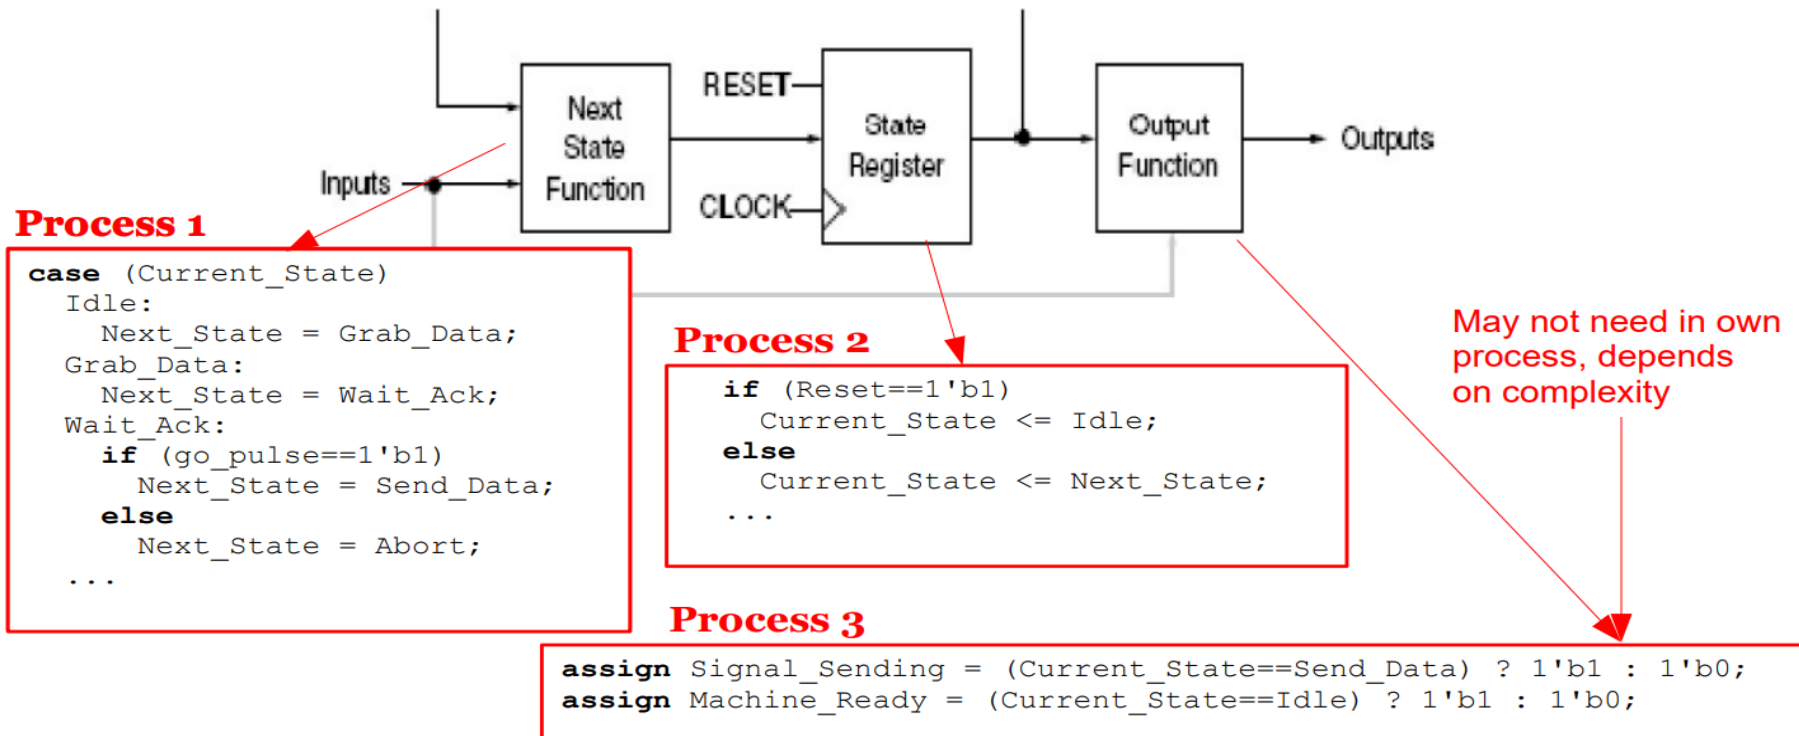 RESET
Next
State
Function
State
Register
Output
Function
Outputs
Inputs
CLOCK
Process 1
case (Current_State)
  Idle:
    Next_State = Grab_Data;
  Grab_Data:
    Next_State = Wait_Ack;
  Wait_Ack:
    if (go_pulse==1'b1)
      Next_State = Send_Data;
    else
      Next_State = Abort;
  ...
Process 2
if (Reset==1'b1)
  Current_State <= Idle;
else
  Current_State <= Next_State;
...
May not need in own
process, depends
on complexity
Process 3
assign Signal_Sending = (Current_State==Send_Data) ? 1'b1 : 1'b0;
assign Machine_Ready = (Current_State==Idle) ? 1'b1 : 1'b0;